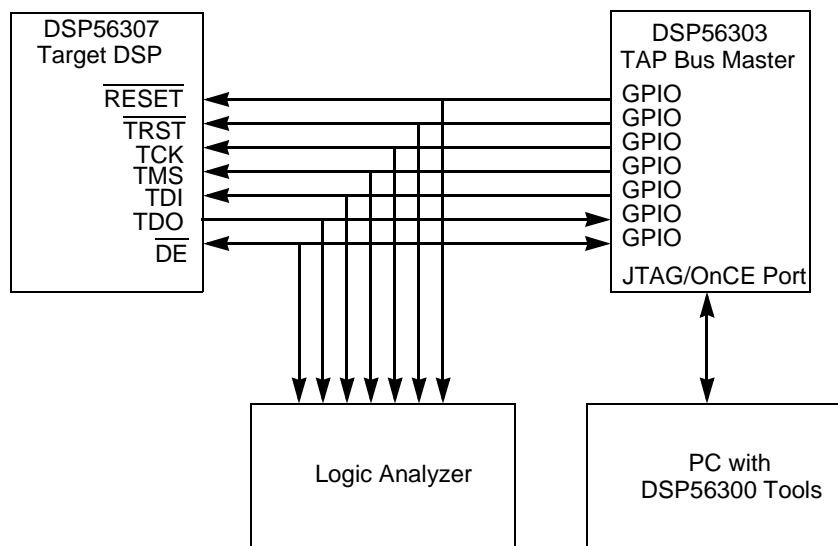 DSP56307
Target DSP
RESET
TRST
TCK
TMS
TDI
TDO
DE
DSP56303
TAP Bus Master
GPIO
GPIO
GPIO
GPIO
GPIO
GPIO
GPIO
JTAG/OnCE Port
Logic Analyzer
PC with
DSP56300 Tools